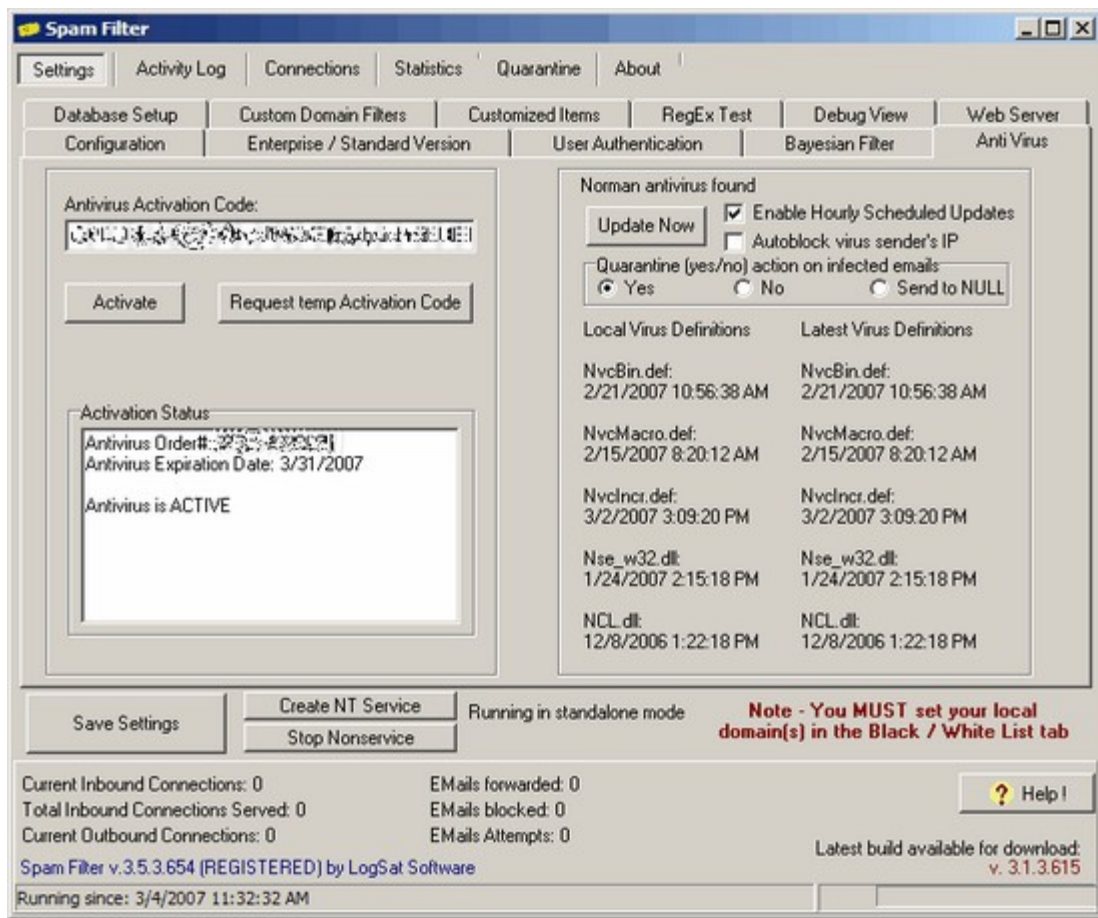 Spam Filter
Settings Activity Log Connections Statistics Quarantine About
Database Setup Custom Domain Filters Customized Items RegEx Test Debug View Web Server
Configuration Enterprise / Standard Version User Authentication Bayesian Filter Anti Virus
Antivirus Activation Code:
Activate Request temp Activation Code
Activation Status
Antivirus Order#:
Antivirus Expiration Date: 3/31/2007
Antivirus is ACTIVE
Norman antivirus found
Update Now
Enable Hourly Scheduled Updates
Autoblock virus sender's IP
Quarantine (yes/no) action on infected emails
Yes No Send to NULL
Local Virus Definitions Latest Virus Definitions
NvcBin.def: NvcBin.def:
2/21/2007 10:56:38 AM 2/21/2007 10:56:38 AM
NvcMacro.def: NvcMacro.def:
2/15/2007 8:20:12 AM 2/15/2007 8:20:12 AM
NvcIncr.def: NvcIncr.def:
3/2/2007 3:09:20 PM 3/2/2007 3:09:20 PM
Nse_w32.dll: Nse_w32.dll:
1/24/2007 2:15:18 PM 1/24/2007 2:15:18 PM
NCL.dll: NCL.dll:
12/8/2006 1:22:18 PM 12/8/2006 1:22:18 PM
Save Settings
Create NT Service
Stop Nonservice
Running in standalone mode
Note - You MUST set your local
domain(s) in the Black / White List tab
Current Inbound Connections: 0 EMails forwarded: 0
Total Inbound Connections Served: 0 EMails blocked: 0
Current Outbound Connections: 0 EMails Attempts: 0
Help !
Latest build available for download:
v. 3.1.3.615
Spam Filter v.3.5.3.654 (REGISTERED) by LogSat Software
Running since: 3/4/2007 11:32:32 AM